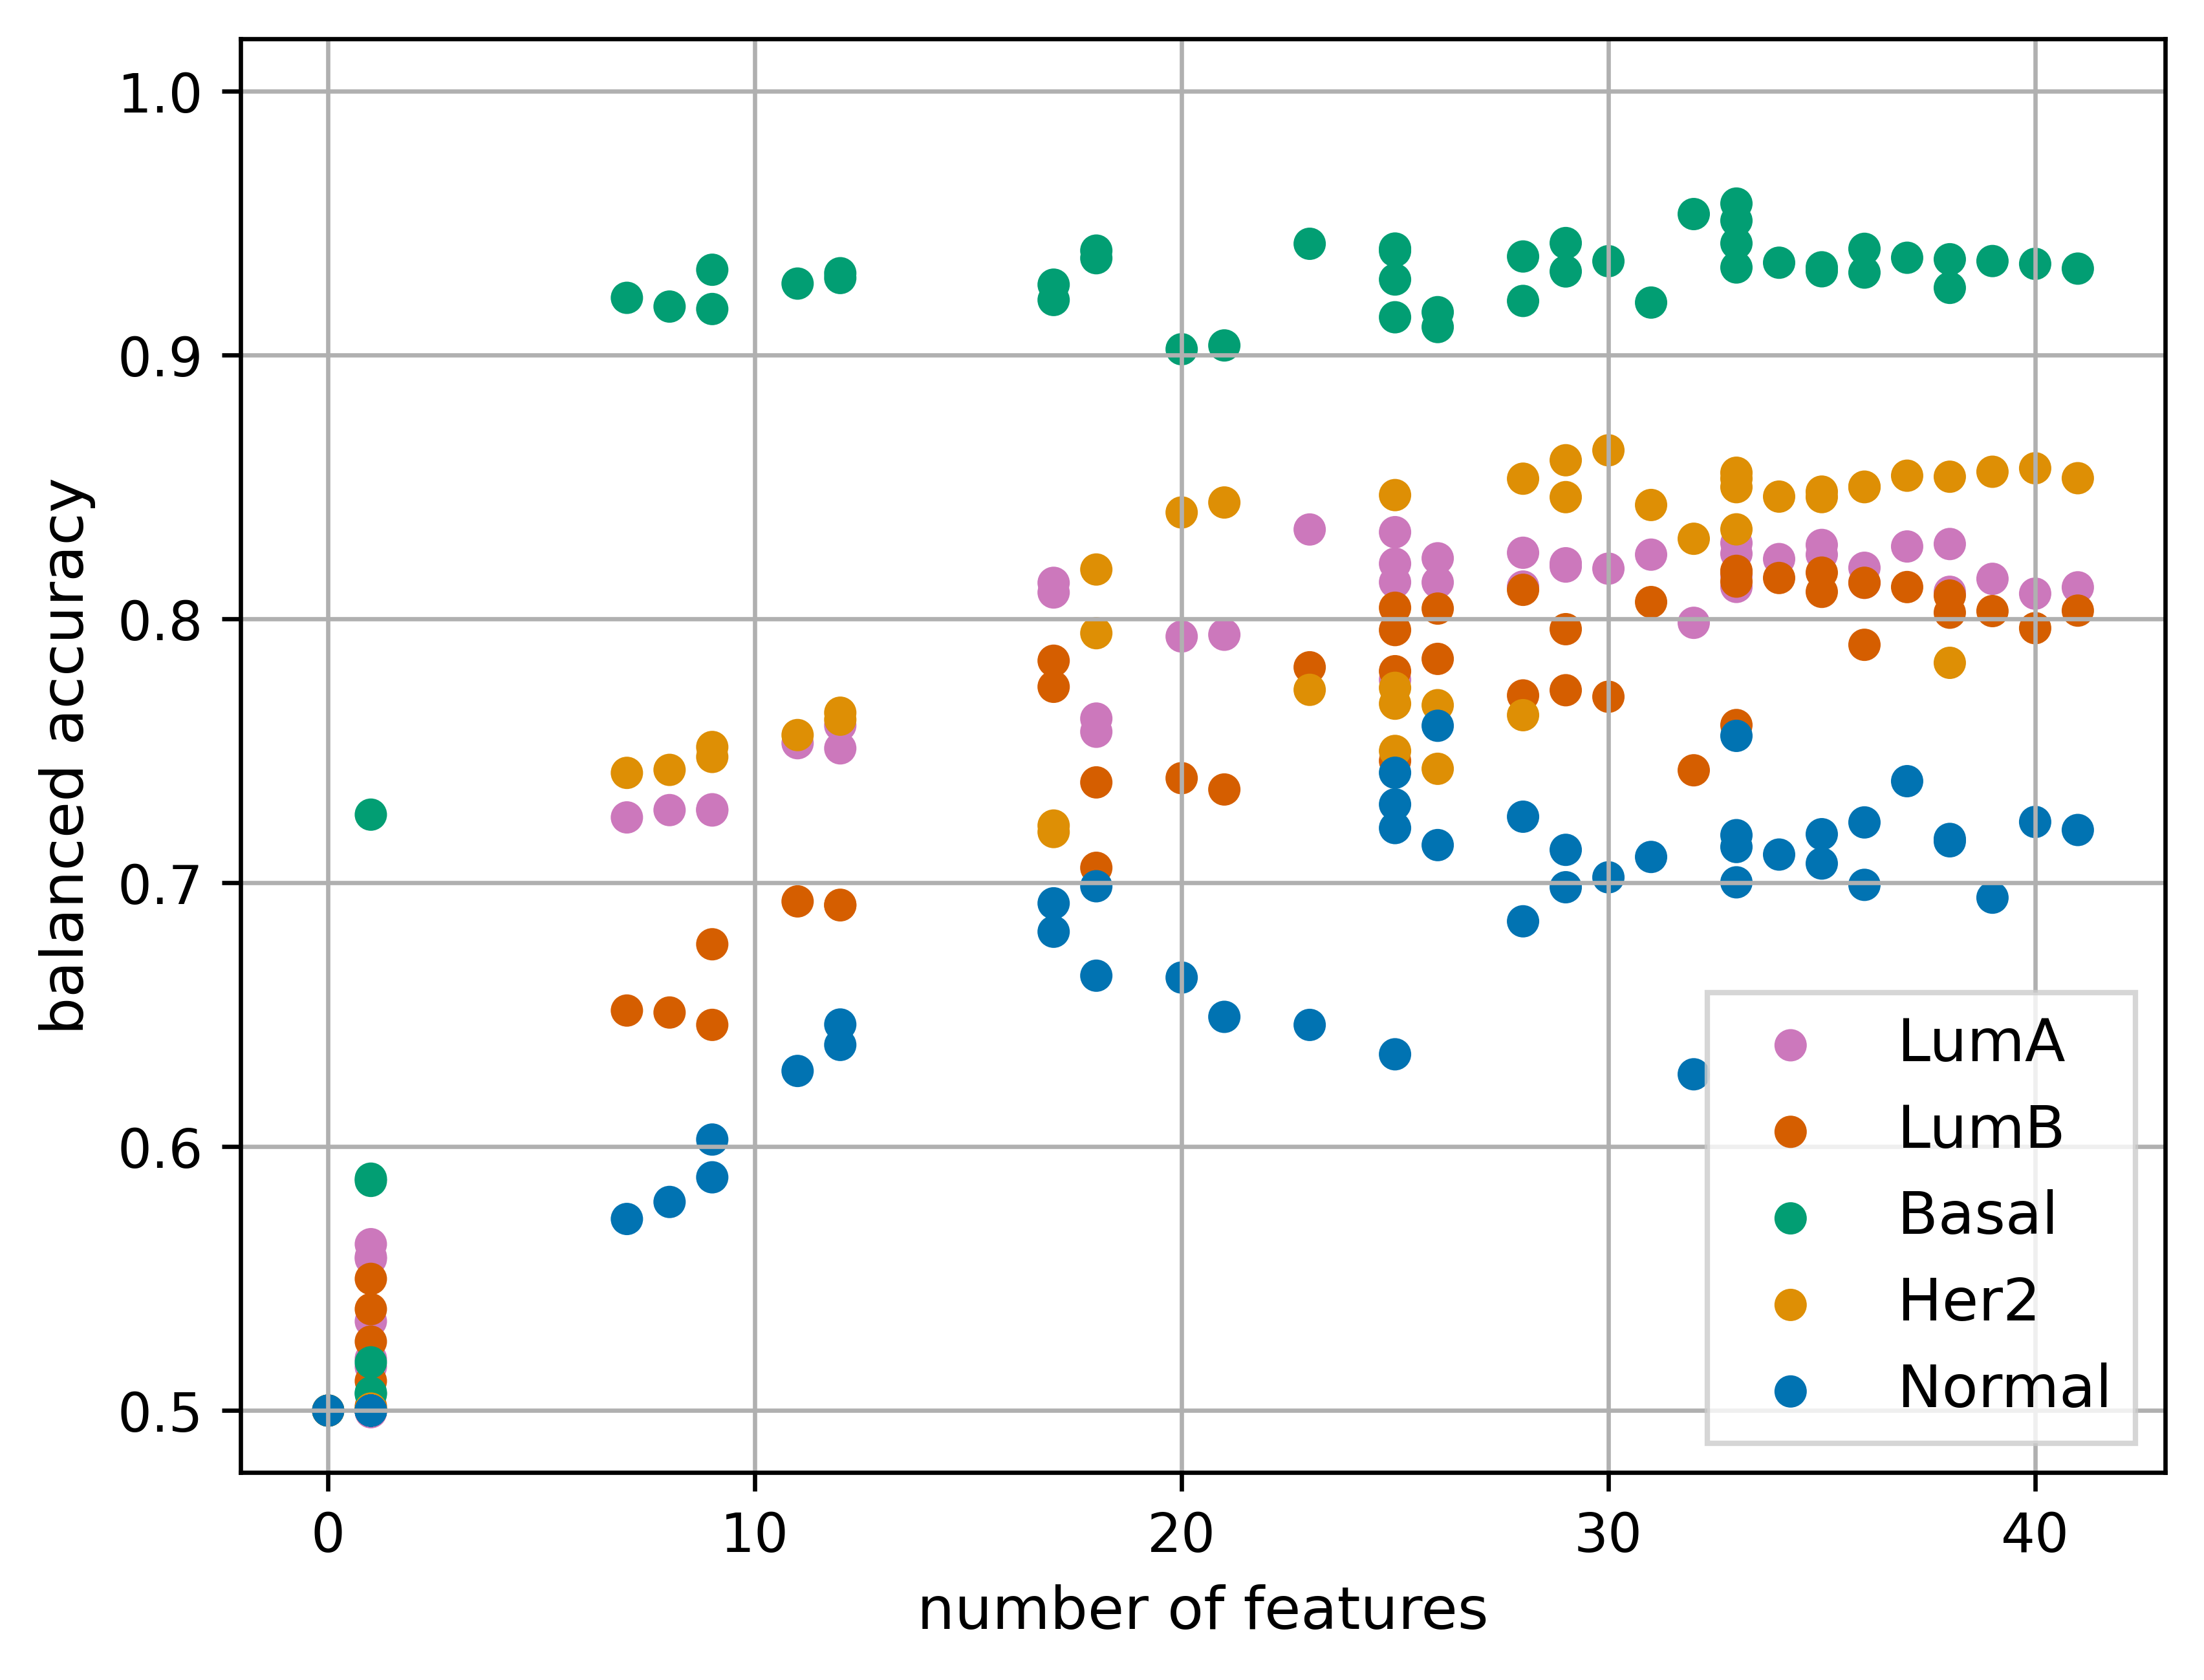 1.0
0.9
0.8
0.7
0.6
0.5
balanced accuracy
0 10 20 30 40
number of features
LumA
LumB
Basal
Her2
Normal